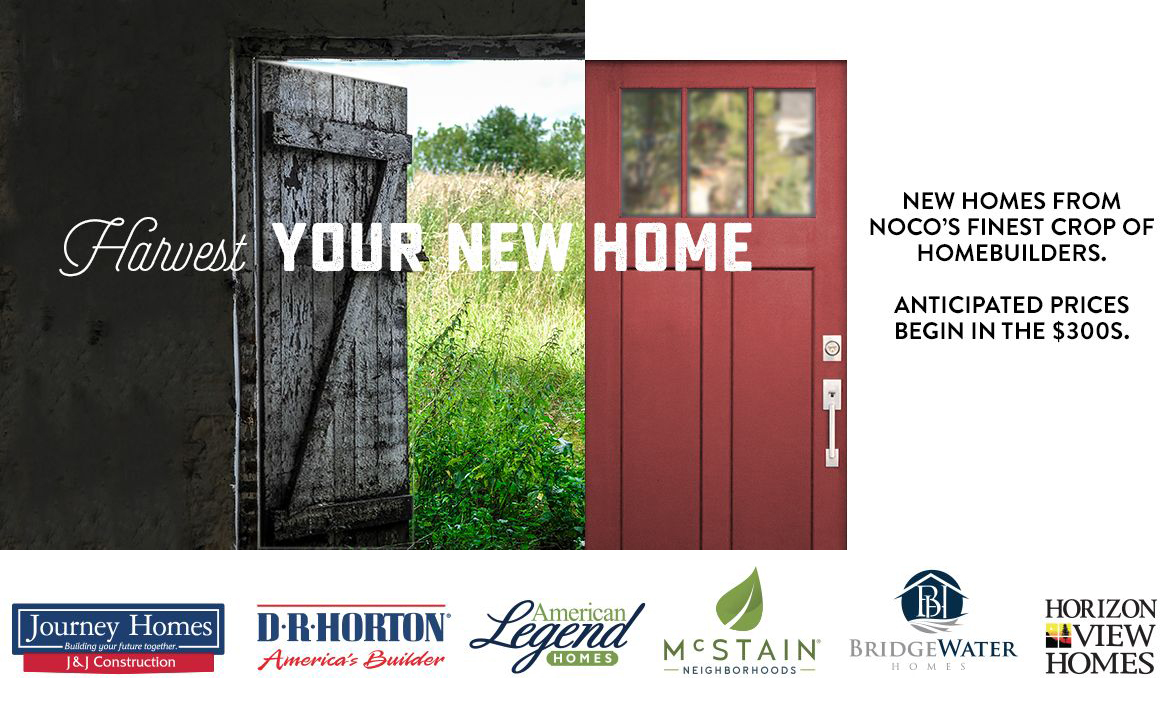 Harvest YOUR NEW HOME
NEW HOMES FROM
NOCO'S FINEST CROP OF
HOMEBUILDERS.
ANTICIPATED PRICES
BEGIN IN THE $300S.
Journey Homes
Building your future together.
J&J Construction
D·R·HORTON®
America's Builder
American
Legend
HOMES
McSTAIN®
NEIGHBORHOODS
BH
BRIDGEWATER
HOMES
HORIZON
VIEW
HOMES